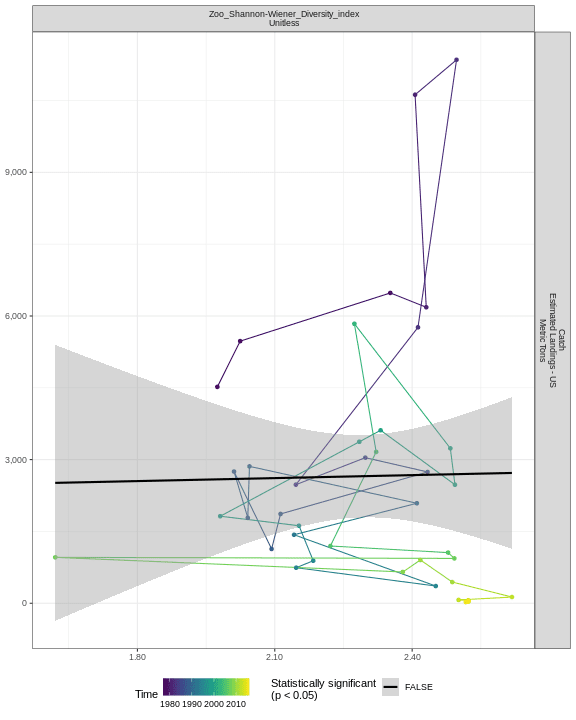 Zoo_Shannon-Wiener_Diversity_index
Unitless
9,000
6,000
3,000
0
Catch
Estimated Landings - US
Metric Tons
1.80 2.10 2.40
Time
1980 1990 2000 2010
Statistically significant
(p < 0.05)
FALSE